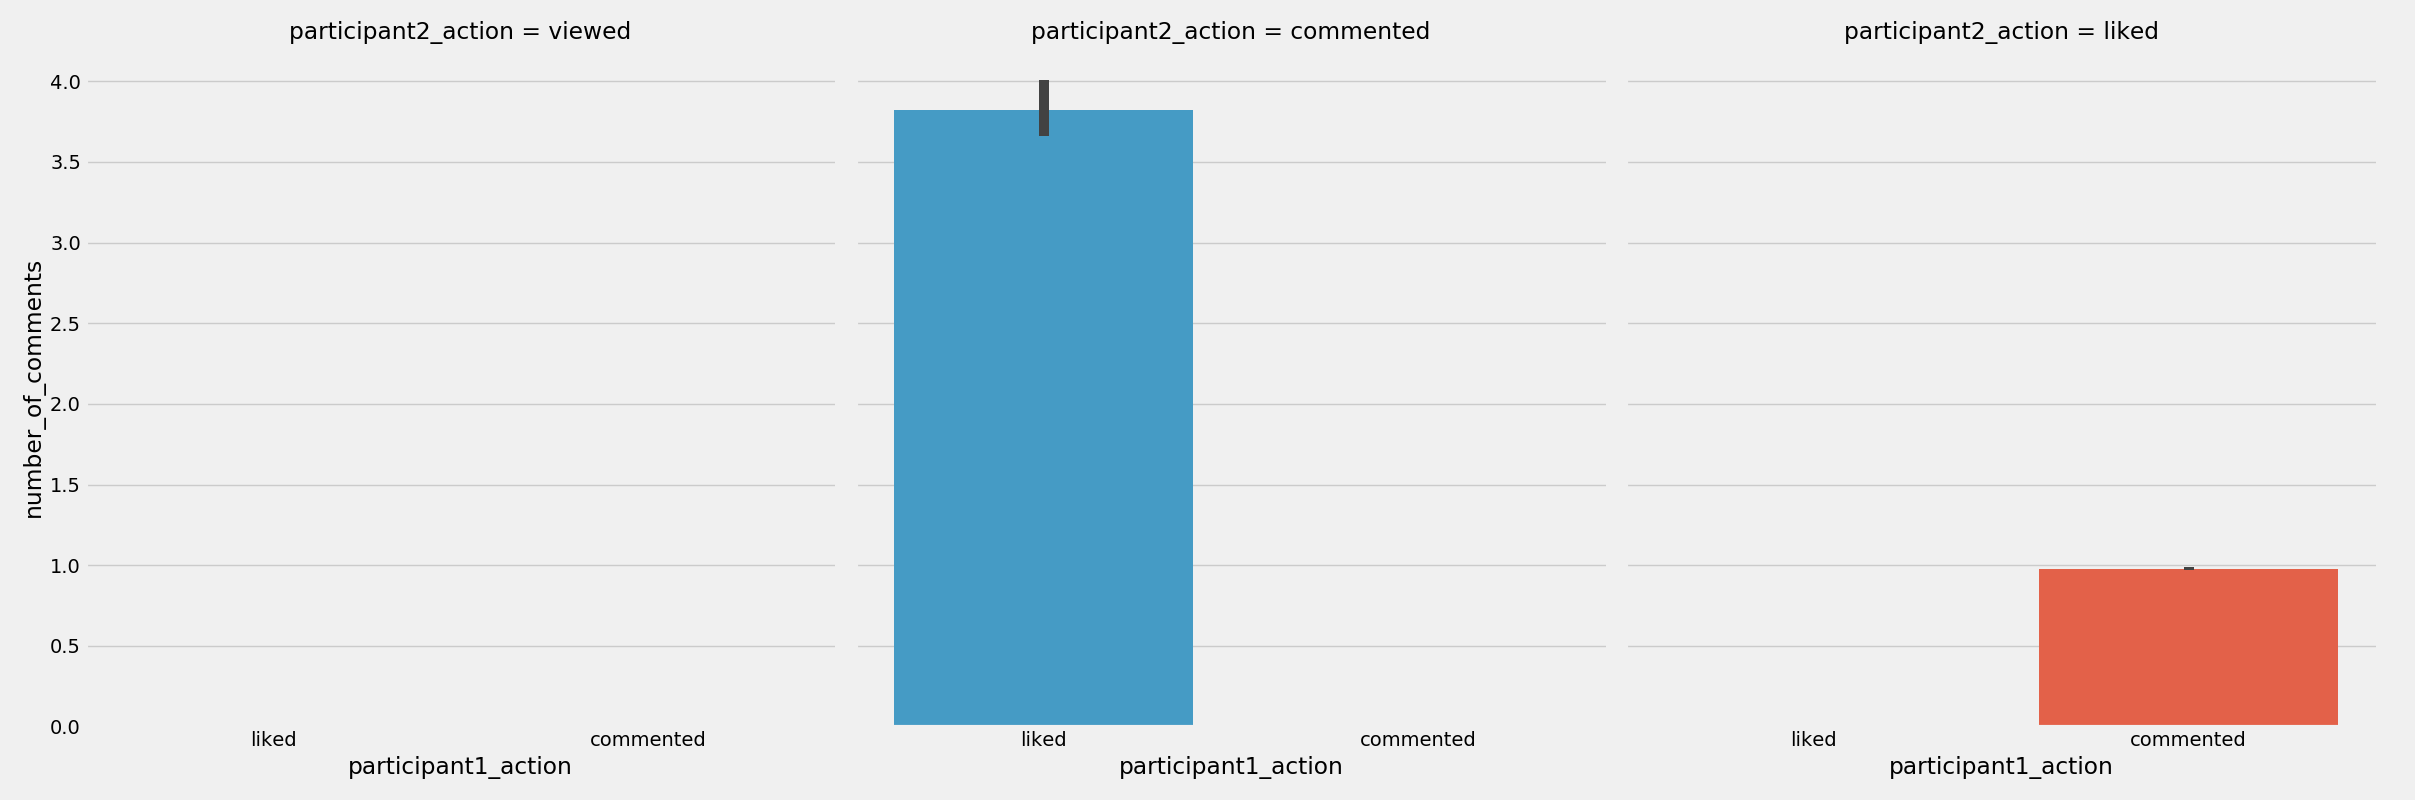 participant2_action = viewed
participant2_action = commented
participant2_action = liked
number_of_comments
4.0
3.5
3.0
2.5
2.0
1.5
1.0
0.5
0.0
liked commented
liked commented
liked commented
participant1_action
participant1_action
participant1_action